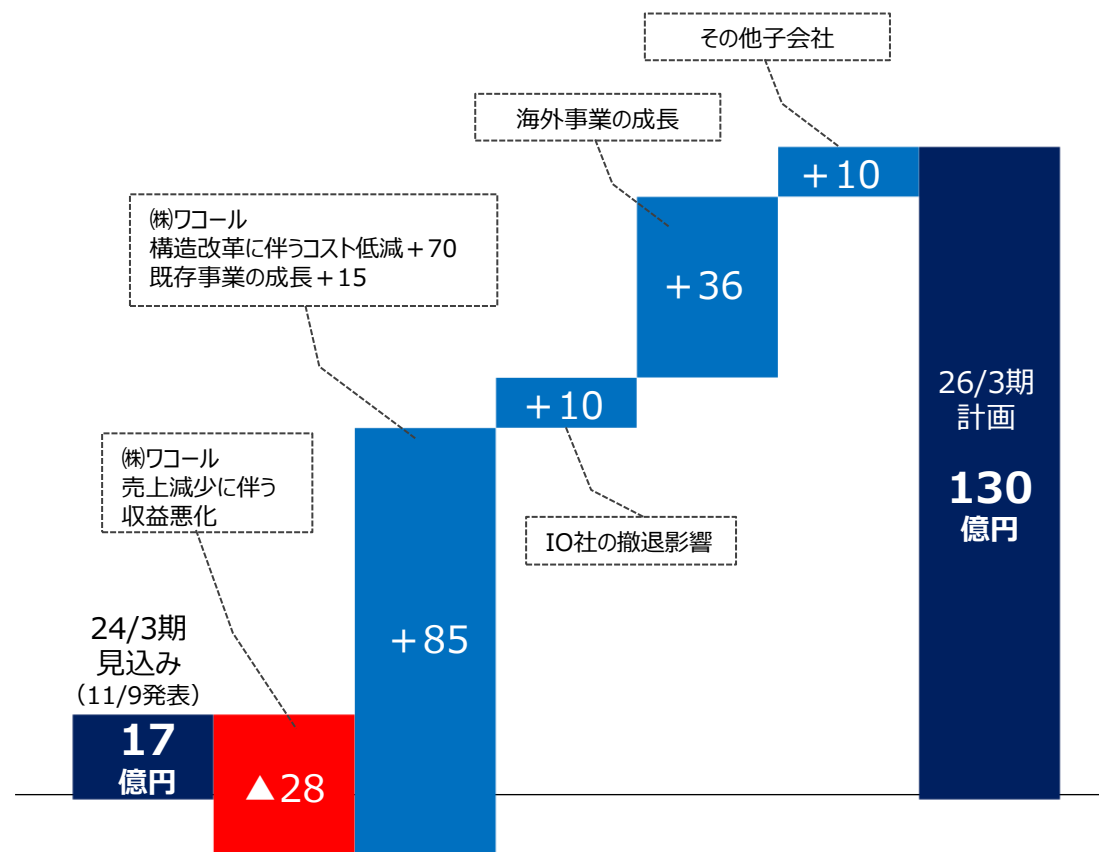 その他子会社
海外事業の成長
＋10
㈱ワコール
構造改革に伴うコスト低減＋70
既存事業の成長＋15
＋36
26/3期
計画
130
億円
＋10
㈱ワコール
売上減少に伴う
収益悪化
IO社の撤退影響
＋85
24/3期
見込み
（11/9発表）
17
億円
▲28